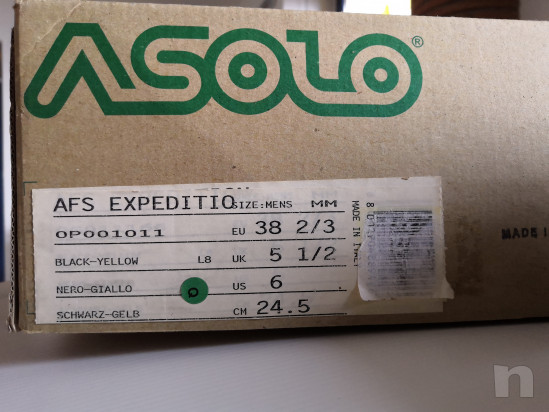 ASOLO®
AFS EXPEDITIO SIZE:MENS MM
OP001011 EU 38 2/3
BLACK-YELLOW L8 UK 5 1/2
NERO-GIALLO US 6
SCHWARZ-GELB CM 24.5
MADE IN
MADE
n